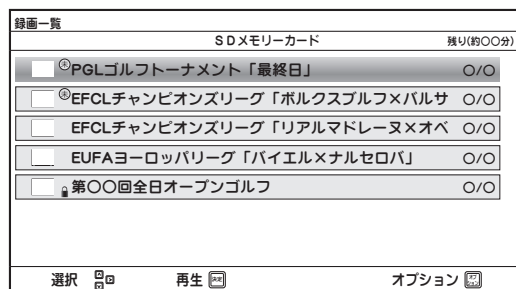 録画一覧
SDメモリーカード 残り(約〇〇分)
PGLゴルフトーナメント「最終日」 〇/〇
EFCLチャンピオンズリーグ「ボルクスブルフ×バルサ 〇/〇
EFCLチャンピオンズリーグ「リアルマドレーヌ×オベ 〇/〇
EUFAヨーロッパリーグ「バイエル×ナルセロバ」 〇/〇
第〇〇回全日オープンゴルフ 〇/〇
選択 再生 決定 オプション